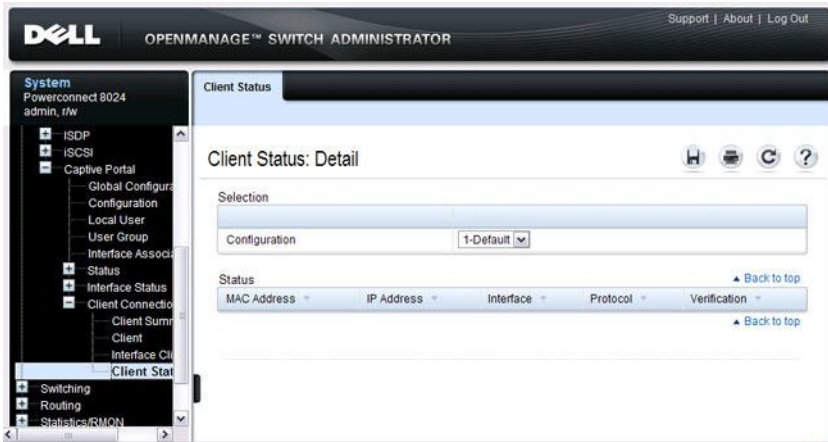 DELL
OPENMANAGE™ SWITCH ADMINISTRATOR
Support | About | Log Out
System
Powerconnect 8024
admin, r/w
ISDP
iSCSI
Captive Portal
Global Configura
Configuration
Local User
User Group
Interface Associa
Status
Interface Status
Client Connectio
Client Summ
Client
Interface Cli
Client Stat
Switching
Routing
Statistics/RMON
Client Status
Client Status: Detail
Selection
Configuration 1-Default
Status Back to top
MAC Address IP Address Interface Protocol Verification
Back to top